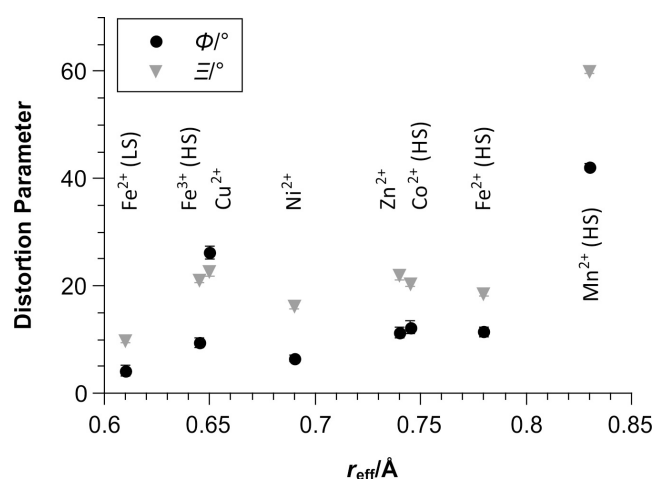 Φ/°
Ξ/°
Distortion Parameter
60
40
20
0
Fe²⁺ (LS)
Fe³⁺ (HS)
Cu²⁺
Ni²⁺
Zn²⁺
Co²⁺ (HS)
Fe²⁺ (HS)
Mn²⁺ (HS)
0.6
0.65
0.7
0.75
0.8
0.85
r_eff/Å